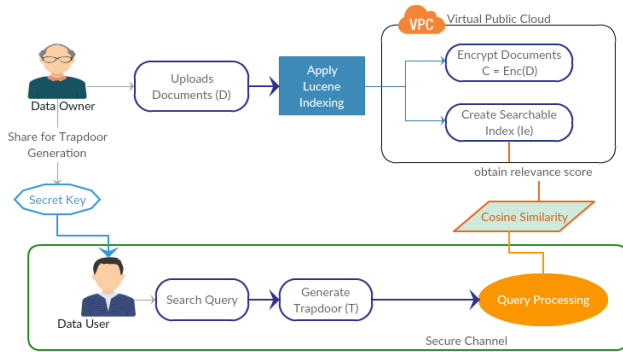 Virtual Public Cloud
VPC
Data Owner
Uploads
Documents (D)
Apply
Lucene
Indexing
Encrypt Documents
C = Enc(D)
Create Searchable
Index (Ie)
Share for Trapdoor
Generation
obtain relevance score
Secret Key
Cosine Similarity
Data User
Search Query
Generate
Trapdoor (T)
Query Processing
Secure Channel